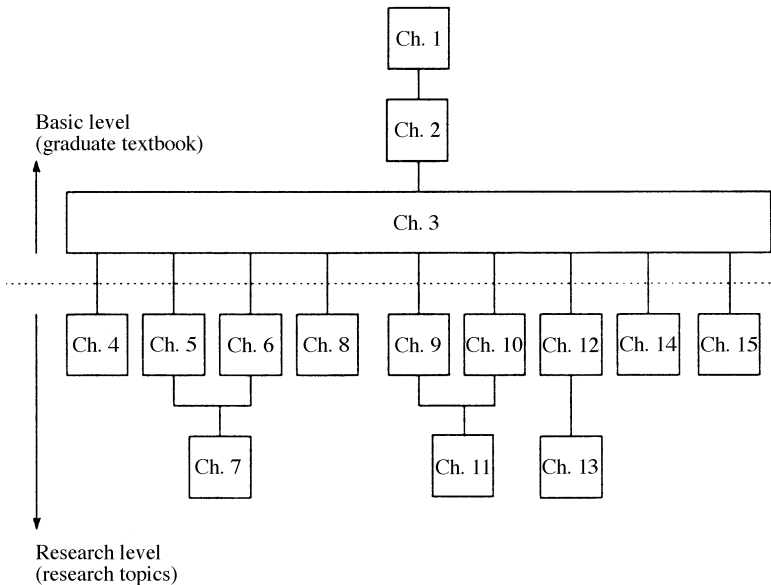 Ch. 1
Ch. 2
Basic level
(graduate textbook)
Ch. 3
Ch. 4
Ch. 5
Ch. 6
Ch. 8
Ch. 9
Ch. 10
Ch. 12
Ch. 14
Ch. 15
Ch. 7
Ch. 11
Ch. 13
Research level
(research topics)